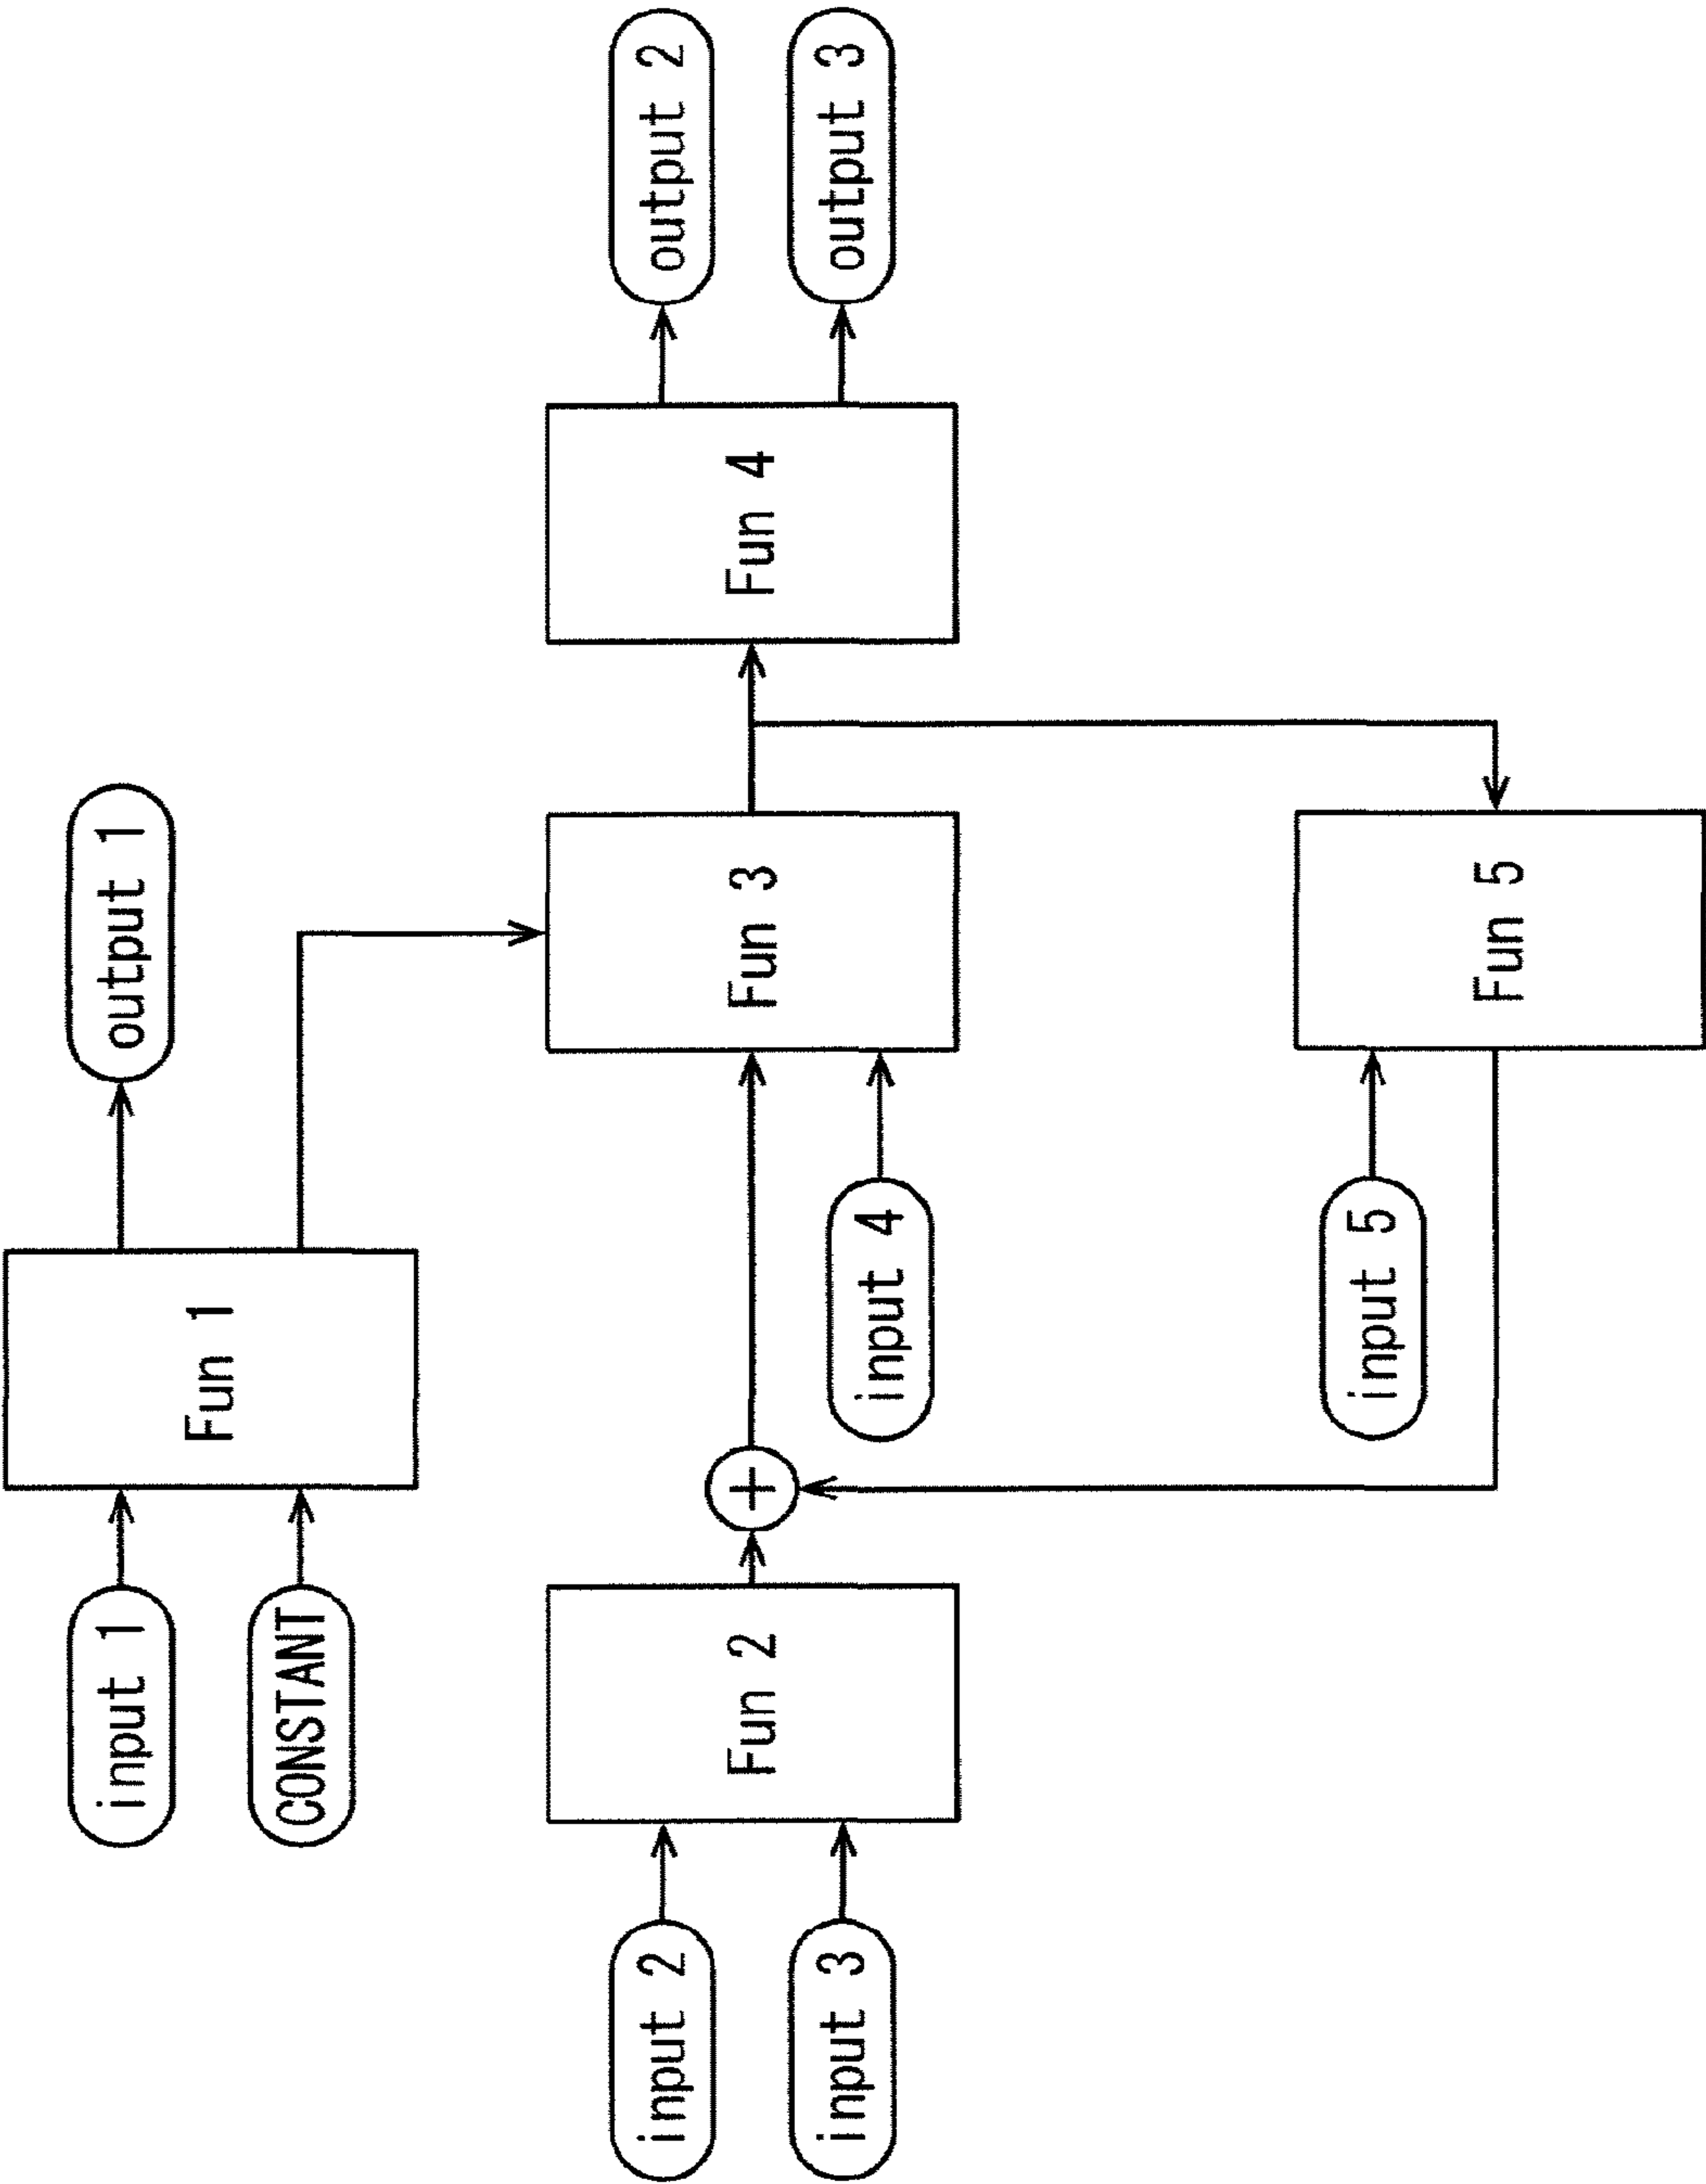 input 1
CONSTANT
Fun 1
output 1
input 2
input 3
Fun 2
+
input 4
Fun 3
Fun 4
output 2
output 3
input 5
Fun 5